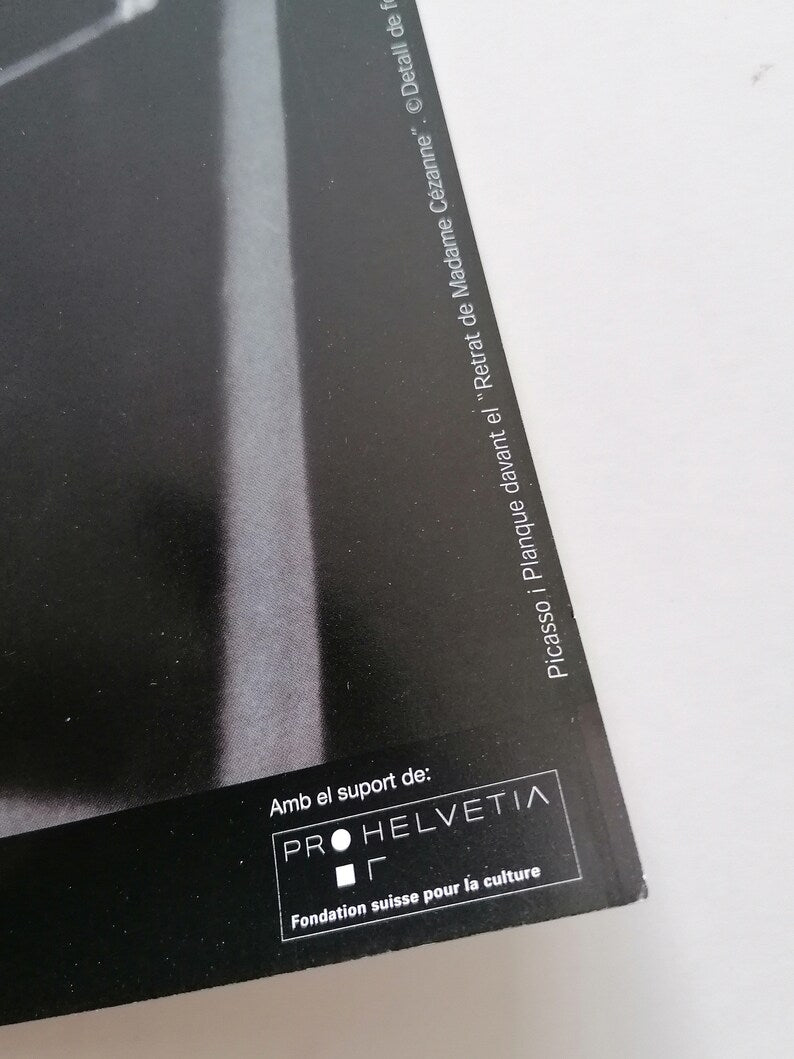 Picasso i Planque davant el "Retrat de Madame Cézanne". © Detall de
Amb el suport de:
PRO HELVETIA
Fondation suisse pour la culture